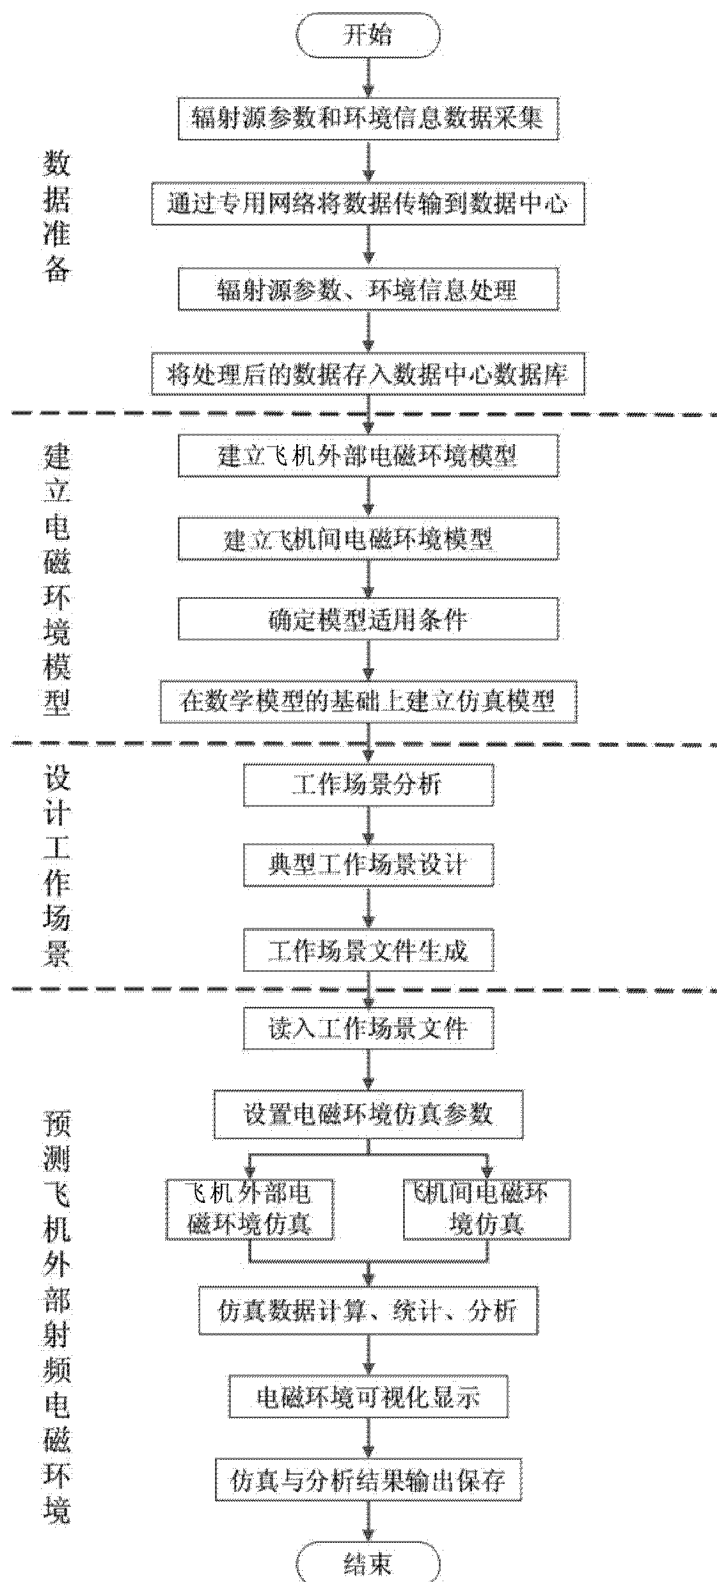 开始
数据准备
辐射源参数和环境信息数据采集
通过专用网络将数据传输到数据中心
辐射源参数、环境信息处理
将处理后的数据存入数据中心数据库
建立电磁环境模型
建立飞机外部电磁环境模型
建立飞机间电磁环境模型
确定模型适用条件
在数学模型的基础上建立仿真模型
设计工作场景
工作场景分析
典型工作场景设计
工作场景文件生成
预测飞机外部射频电磁环境
读入工作场景文件
设置电磁环境仿真参数
飞机外部电
磁环境仿真
飞机间电磁环
境仿真
仿真数据计算、统计、分析
电磁环境可视化显示
仿真与分析结果输出保存
结束